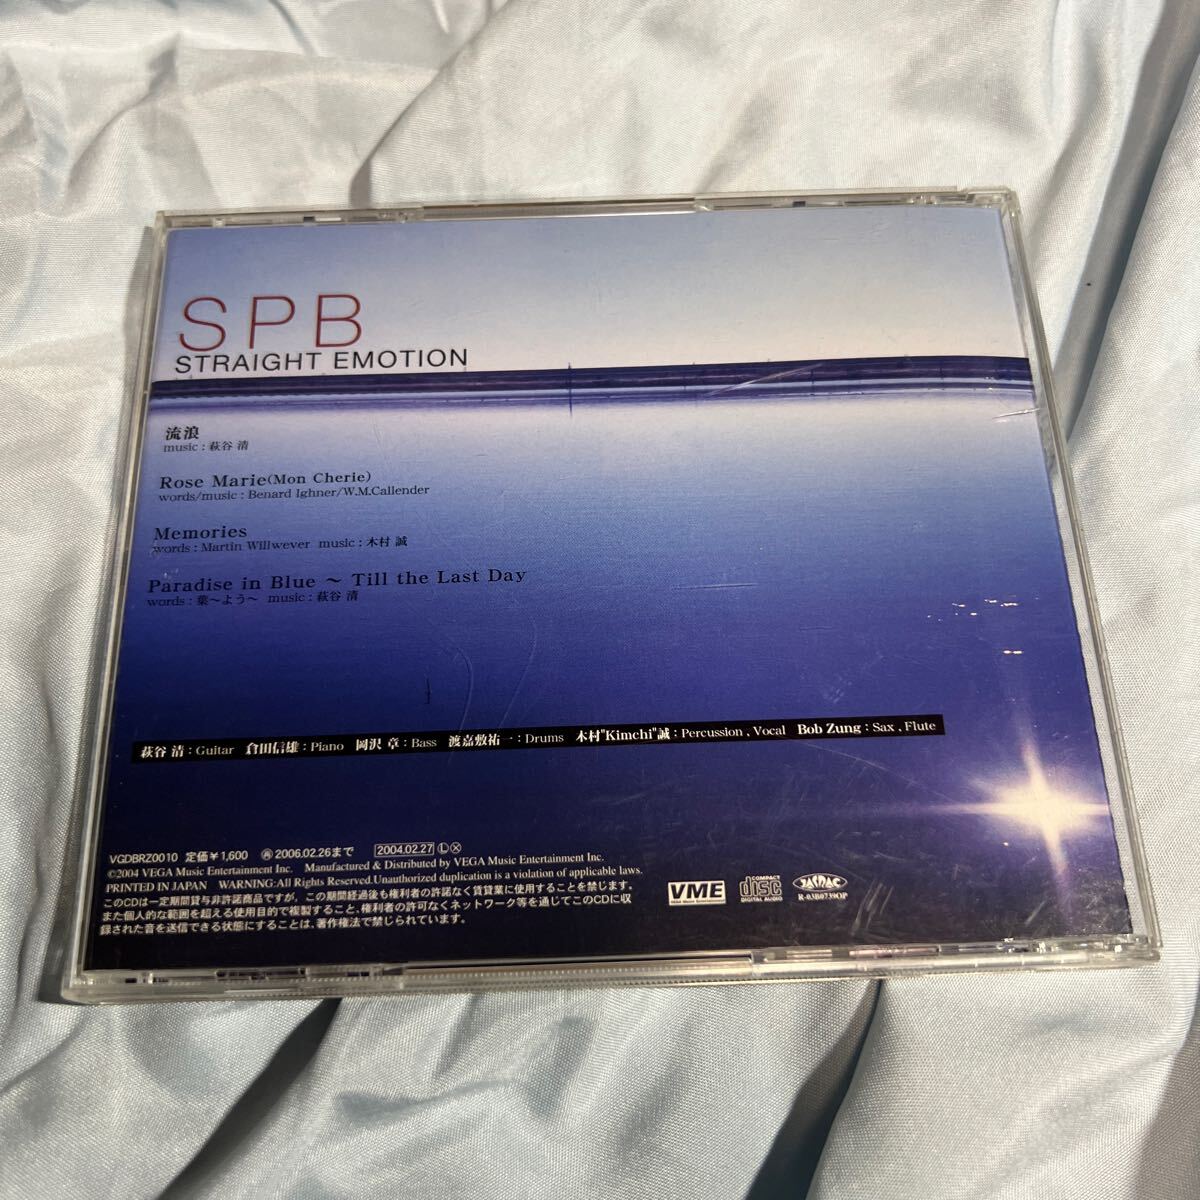 SPB
STRAIGHT EMOTION
流浪
music : 萩谷 清
Rose Marie(Mon Cherie)
words/music : Benard Ighner/W.M.Callender
Memories
words : Martin Willwever music : 木村 誠
Paradise in Blue ～ Till the Last Day
words : 葉～よう～ music : 萩谷 清
萩谷 清 : Guitar 倉田信雄 : Piano 岡沢 章 : Bass 渡嘉敷祐一 : Drums 木村"Kimchi"誠 : Percussion , Vocal Bob Zung : Sax , Flute
VGDBRZ0010 定価￥1,600 2006.02.26まで 2004.02.27 Ⓛ
©2004 VEGA Music Entertainment Inc. Manufactured & Distributed by VEGA Music Entertainment Inc.
PRINTED IN JAPAN WARNING:All Rights Reserved.Unauthorized duplication is a violation of applicable laws.
このCDは一定期間貸与非許諾商品ですが、この期間経過後も権利者の許諾なく賃貸業に使用することを禁じます。
また個人的な範囲を超える使用目的で複製すること、権利者の許可なくネットワーク等を通じてこのCDに収
録された音を送信できる状態にすることは、著作権法で禁じられています。
VME
VEGA Music Entertainment
COMPACT
disc
DIGITAL AUDIO
JASRAC
R-03B0739OP